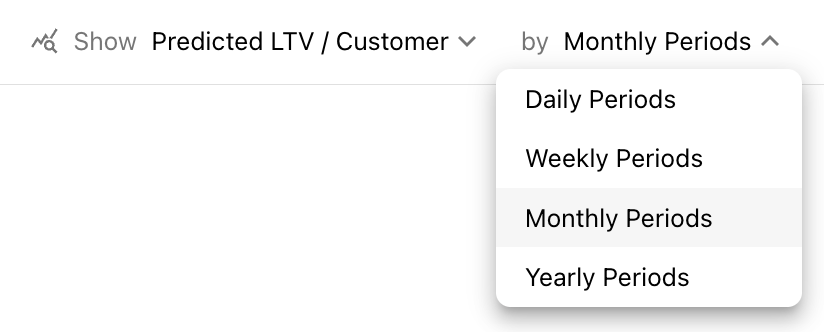 Show Predicted LTV / Customer by Monthly Periods
Daily Periods
Weekly Periods
Monthly Periods
Yearly Periods